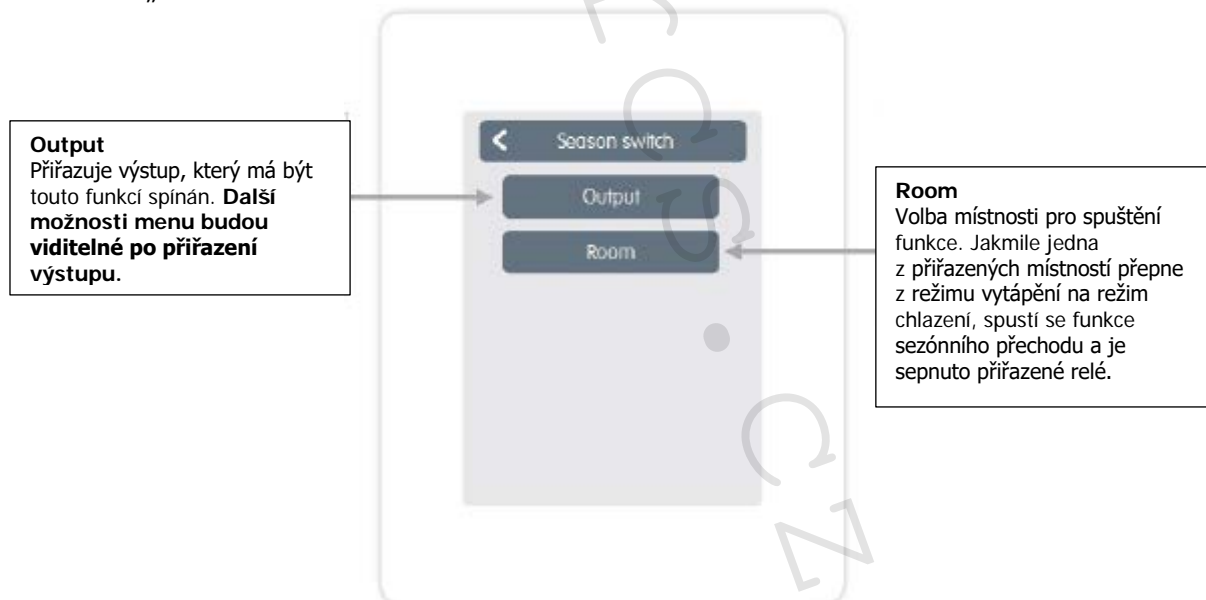 Output
Přiřazuje výstup, který má být
touto funkcí spínán. Další
možnosti menu budou
viditelné po přiřazení
výstupu.
Season switch
Output
Room
Room
Volba místnosti pro spuštění
funkce. Jakmile jedna
z přiřazených místností přepne
z režimu vytápění na režim
chlazení, spustí se funkce
sezónního přechodu a je
sepnuto přiřazené relé.